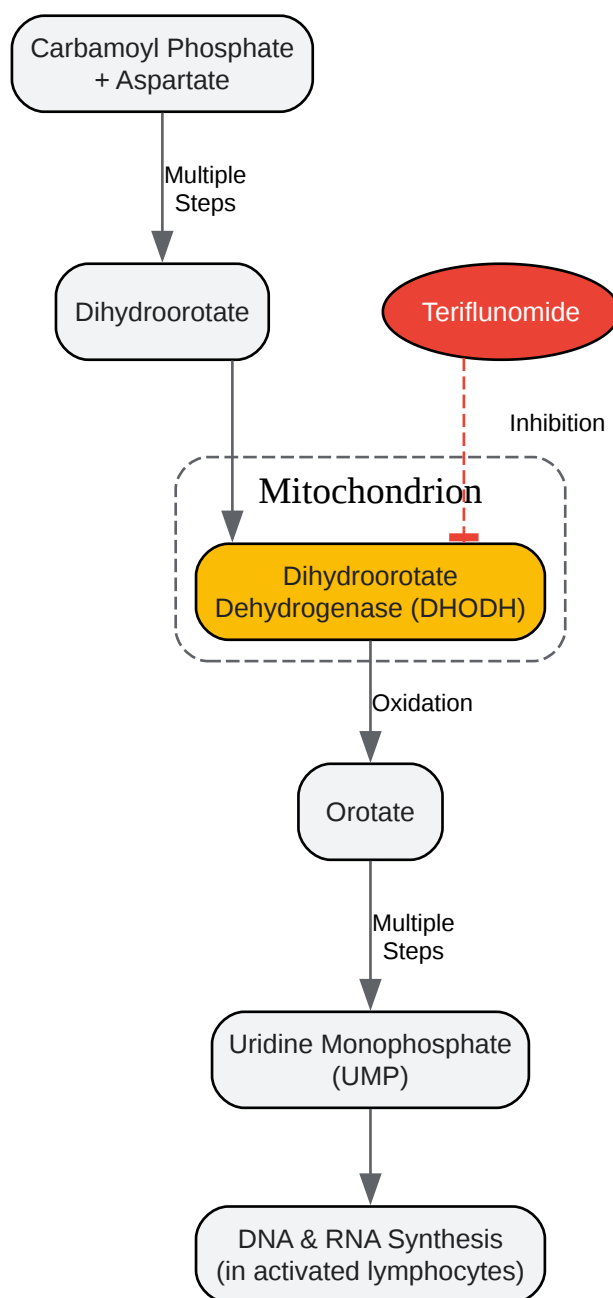 Carbamoyl Phosphate
+ Aspartate
Multiple
Steps
Dihydroorotate
Teriflunomide
Inhibition
Mitochondrion
Dihydroorotate
Dehydrogenase (DHODH)
Oxidation
Orotate
Multiple
Steps
Uridine Monophosphate
(UMP)
DNA & RNA Synthesis
(in activated lymphocytes)